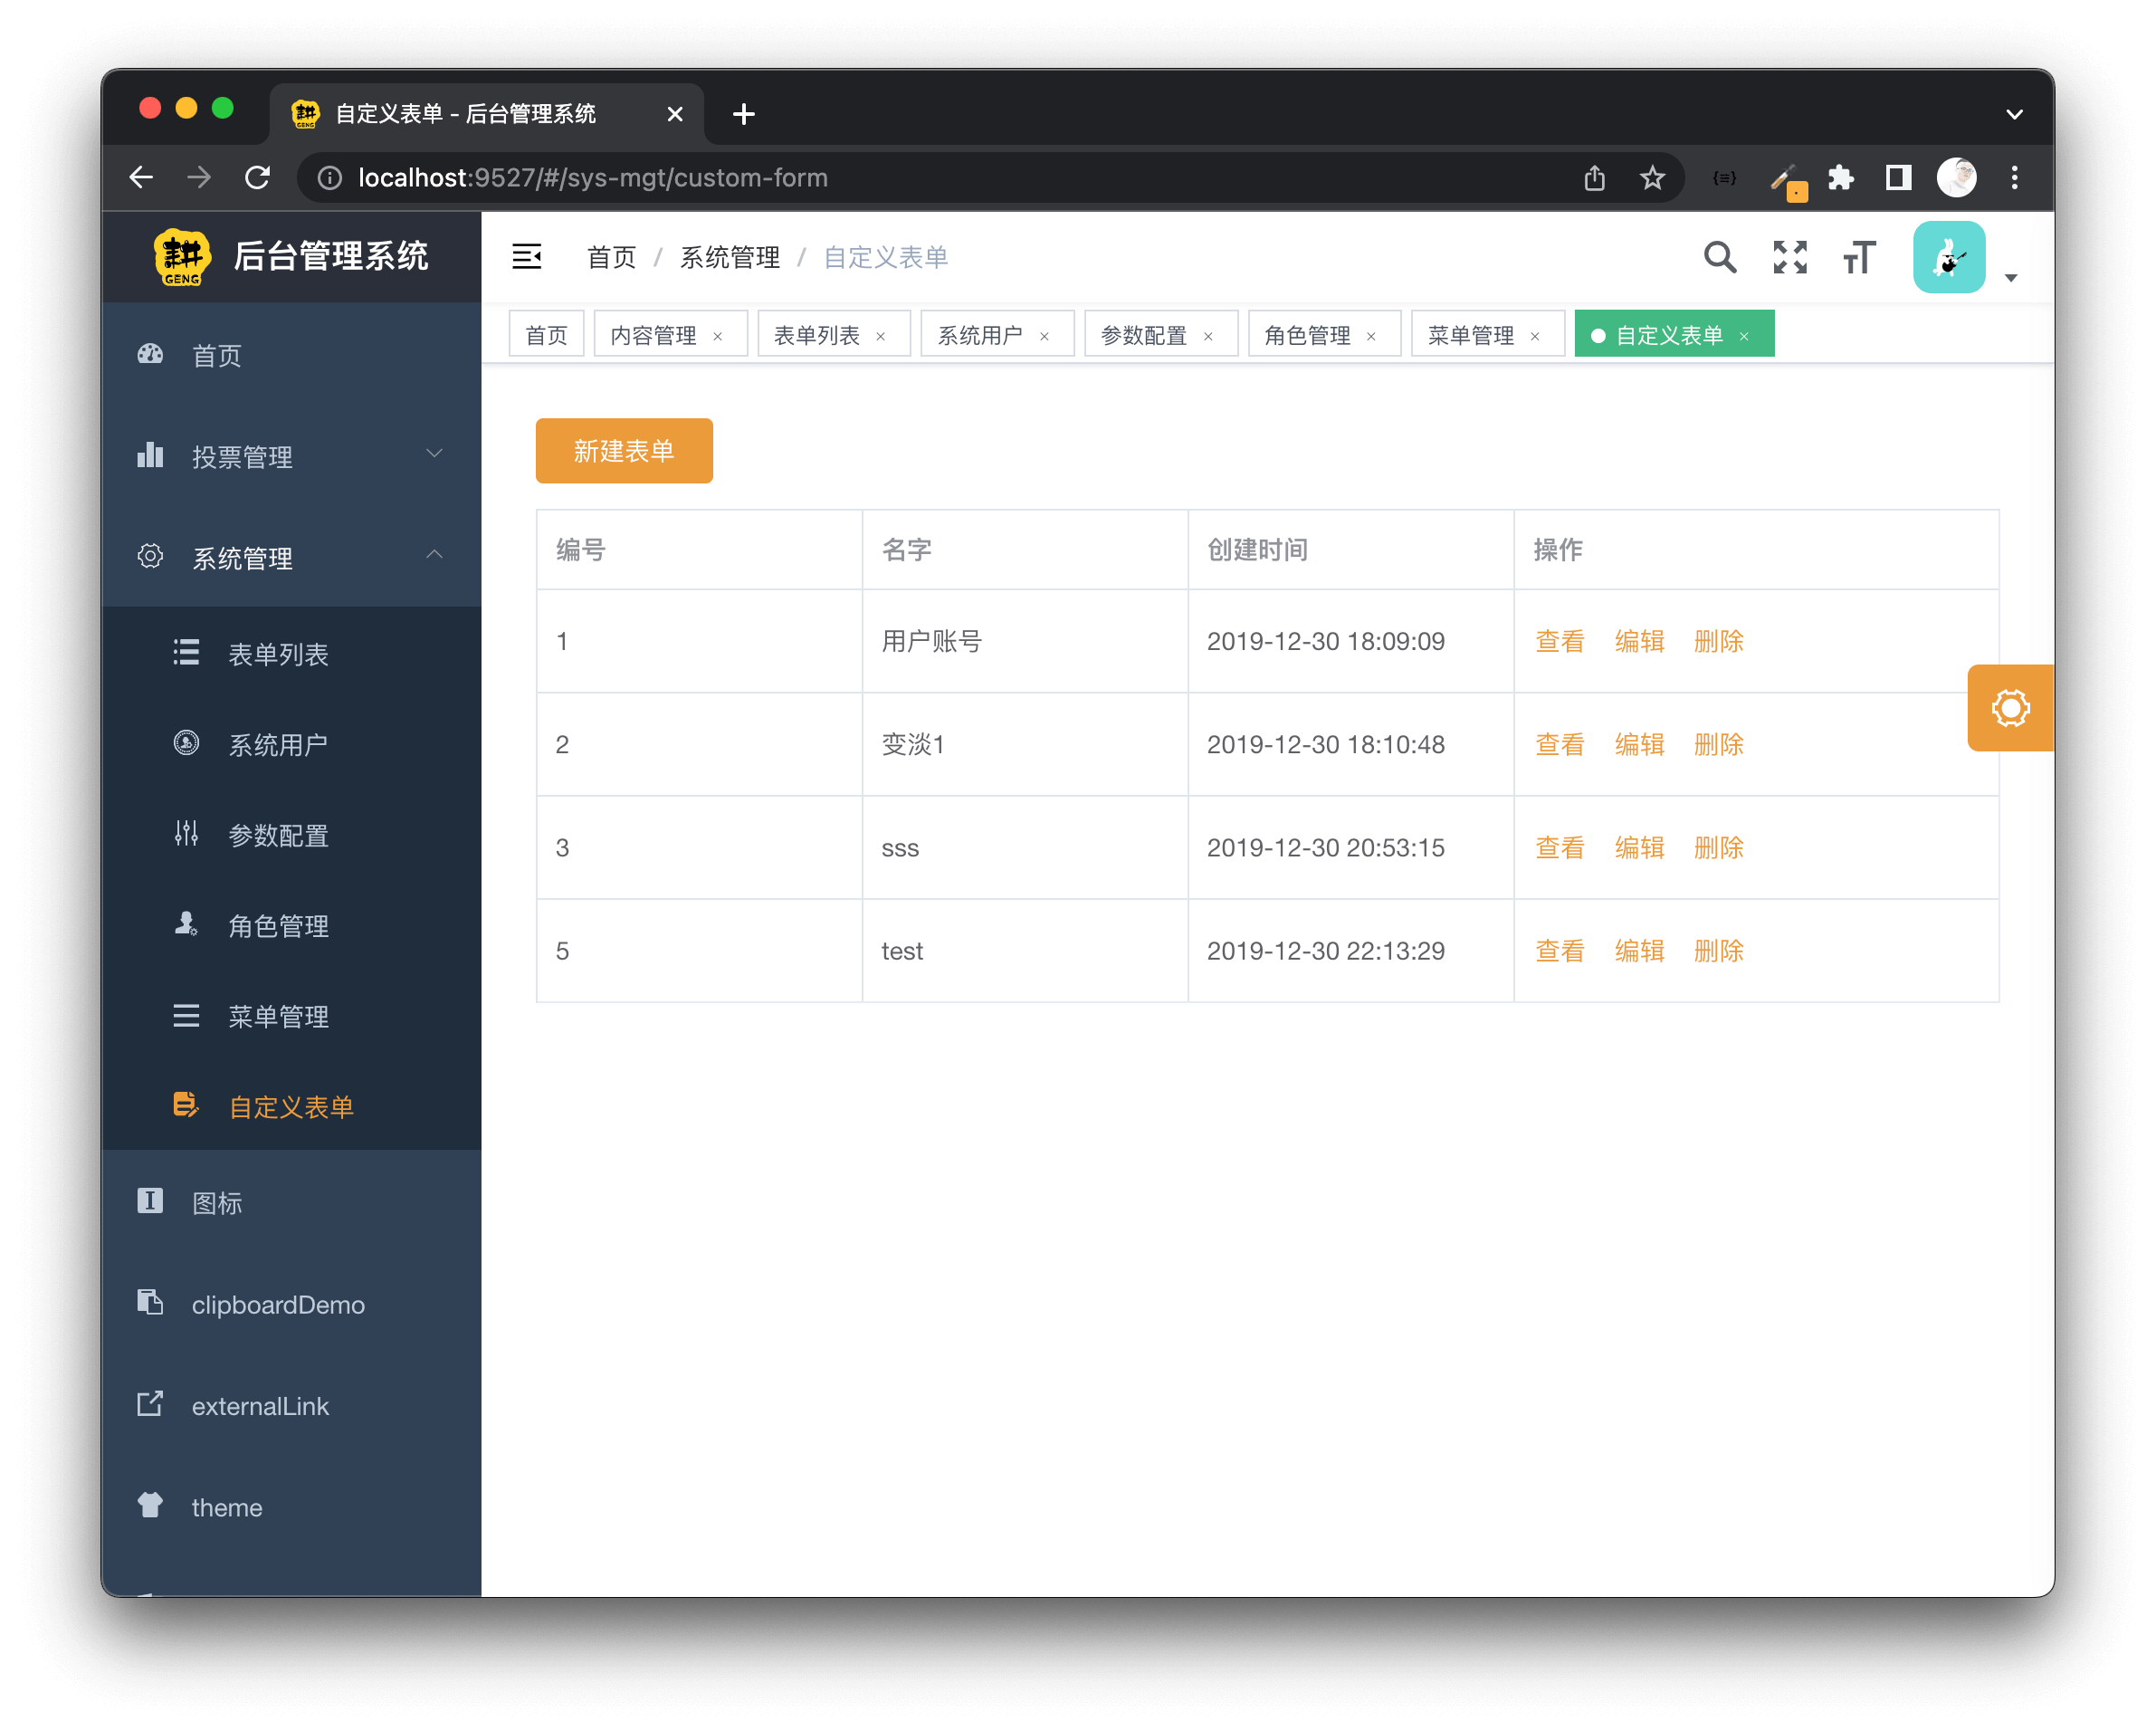 自定义表单 - 后台管理系统
localhost:9527/#/sys-mgt/custom-form
耕 GENG 后台管理系统
首页 / 系统管理 / 自定义表单
首页 内容管理 × 表单列表 × 系统用户 × 参数配置 × 角色管理 × 菜单管理 × 自定义表单 ×
首页
投票管理
系统管理
表单列表
系统用户
参数配置
角色管理
菜单管理
自定义表单
图标
clipboardDemo
externalLink
theme
新建表单
编号 名字 创建时间 操作
1 用户账号 2019-12-30 18:09:09 查看 编辑 删除
2 变淡1 2019-12-30 18:10:48 查看 编辑 删除
3 sss 2019-12-30 20:53:15 查看 编辑 删除
5 test 2019-12-30 22:13:29 查看 编辑 删除